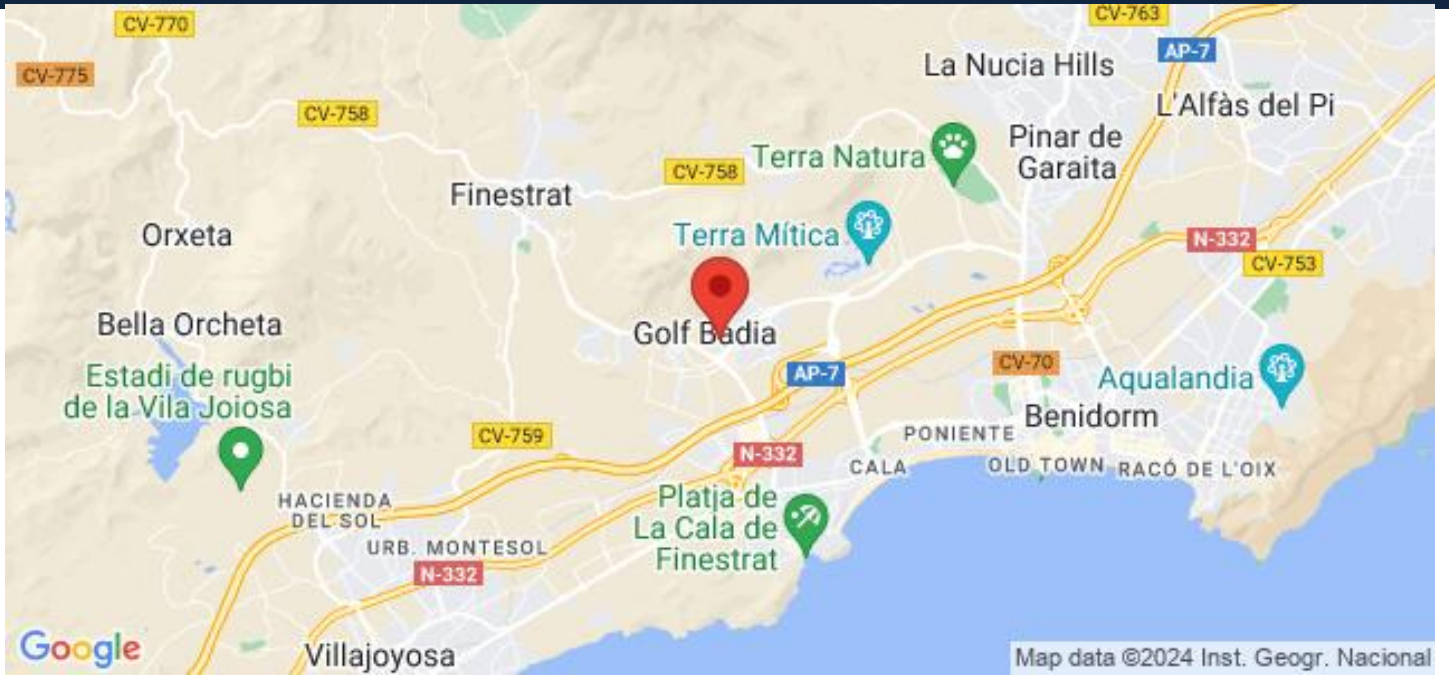 CV-770
CV-763
La Nucia Hills
AP-7
CV-775
L'Alfàs del Pi
CV-758
Pinar de
Garaita
Terra Natura
CV-758
Finestrat
Orxeta
Terra Mítica
N-332
CV-753
Bella Orcheta
Golf Badia
Estadi de rugbi
de la Vila Joiosa
AP-7
CV-70
Aqualandia
Benidorm
CV-759
PONIENTE
N-332
CALA
OLD TOWN
RACÓ DE L'OIX
HACIENDA
DEL SOL
Platja de
La Cala de
Finestrat
URB. MONTESOL
N-332
Google
Villajoyosa
Map data ©2024 Inst. Geogr. Nacional